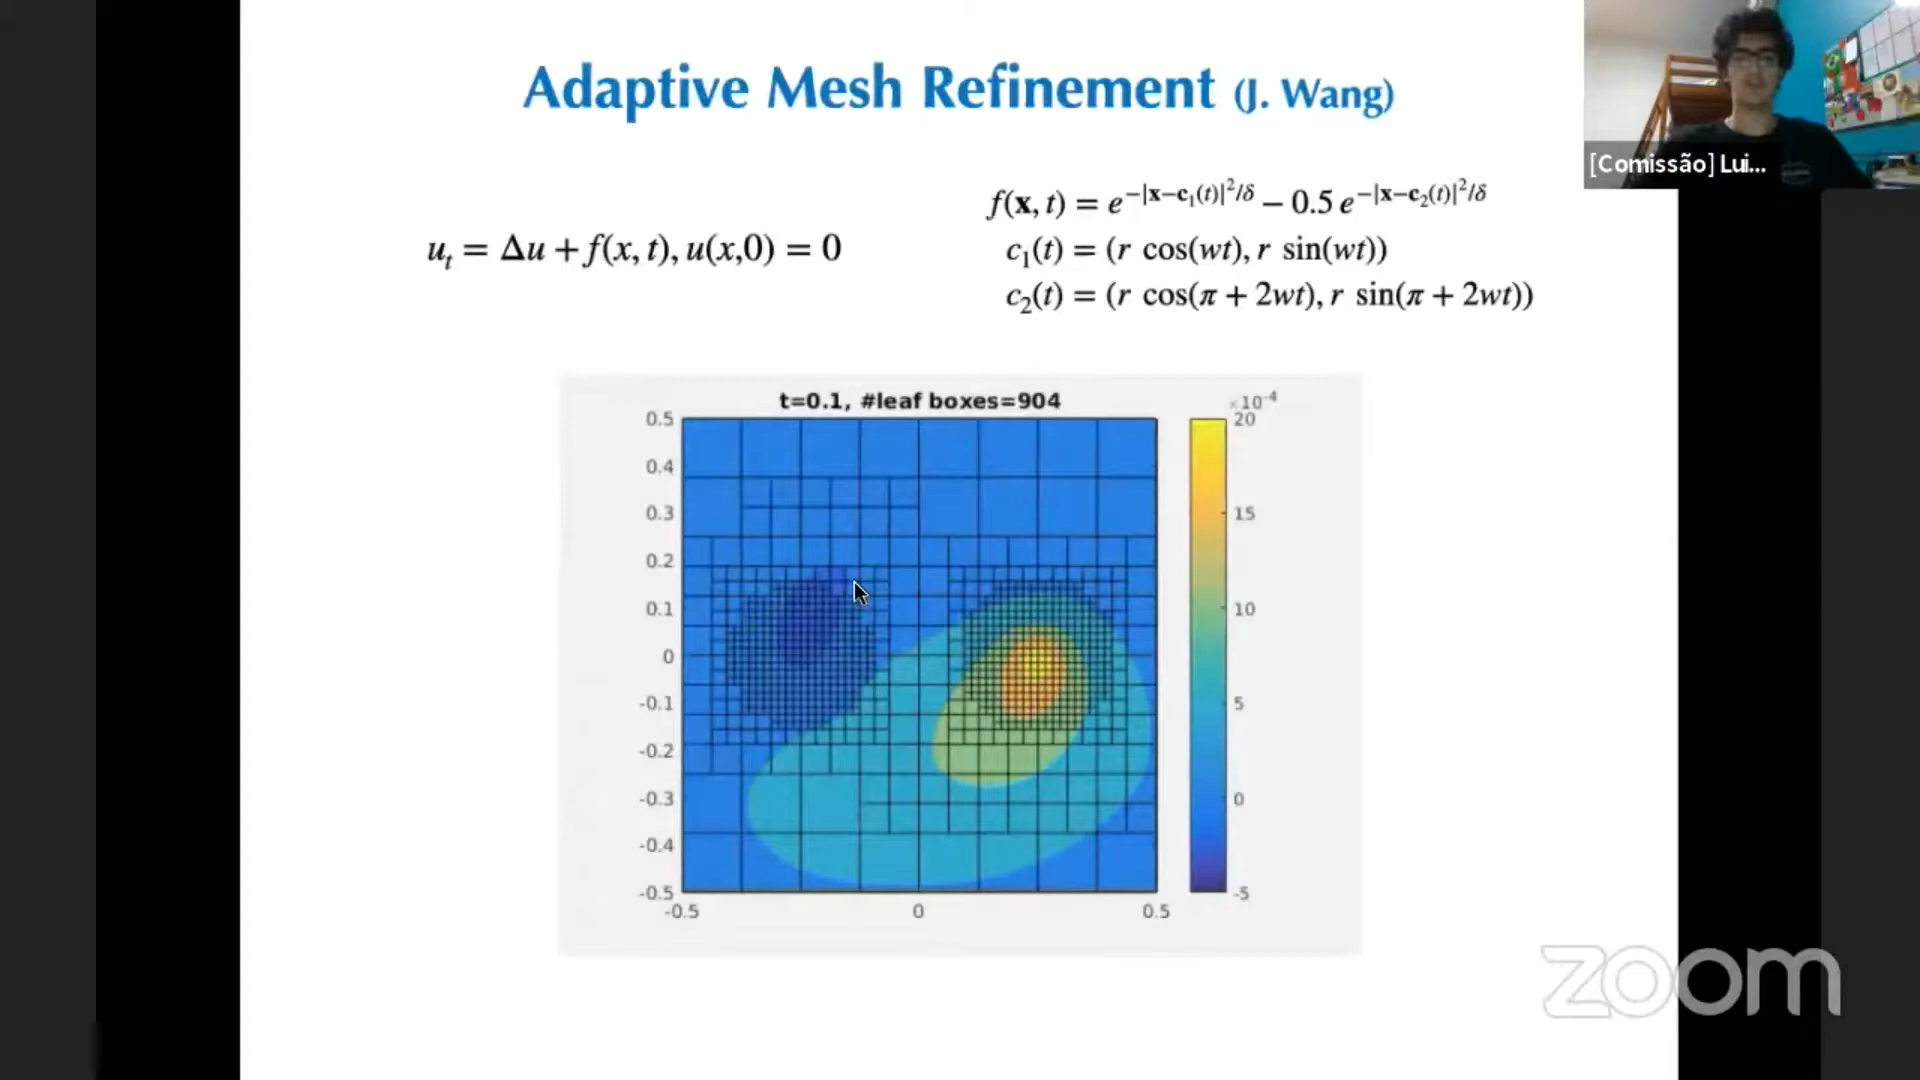 Adaptive Mesh Refinement (J. Wang)
[Comissão] Lui...
f(x, t) = e^{−|x−c₁(t)|²/δ} – 0.5 e^{−|x−c₂(t)|²/δ}
uₜ = Δu + f(x, t), u(x,0) = 0
c₁(t) = (r cos(wt), r sin(wt))
c₂(t) = (r cos(π + 2wt), r sin(π + 2wt))
t=0.1, #leaf boxes=904
×10⁻⁴
0.5
0.4
0.3
0.2
0.1
0
-0.1
-0.2
-0.3
-0.4
-0.5
-0.5
0
0.5
20
15
10
5
0
-5
zoom